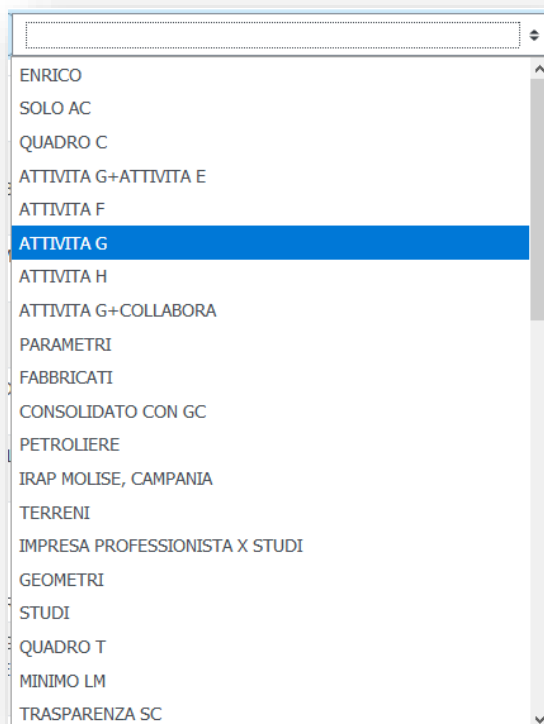 ENRICO
SOLO AC
QUADRO C
ATTIVITA G+ATTIVITA E
ATTIVITA F
ATTIVITA G
ATTIVITA H
ATTIVITA G+COLLABORA
PARAMETRI
FABBRICATI
CONSOLIDATO CON GC
PETROLIERE
IRAP MOLISE, CAMPANIA
TERRENI
IMPRESA PROFESSIONISTA X STUDI
GEOMETRI
STUDI
QUADRO T
MINIMO LM
TRASPARENZA SC